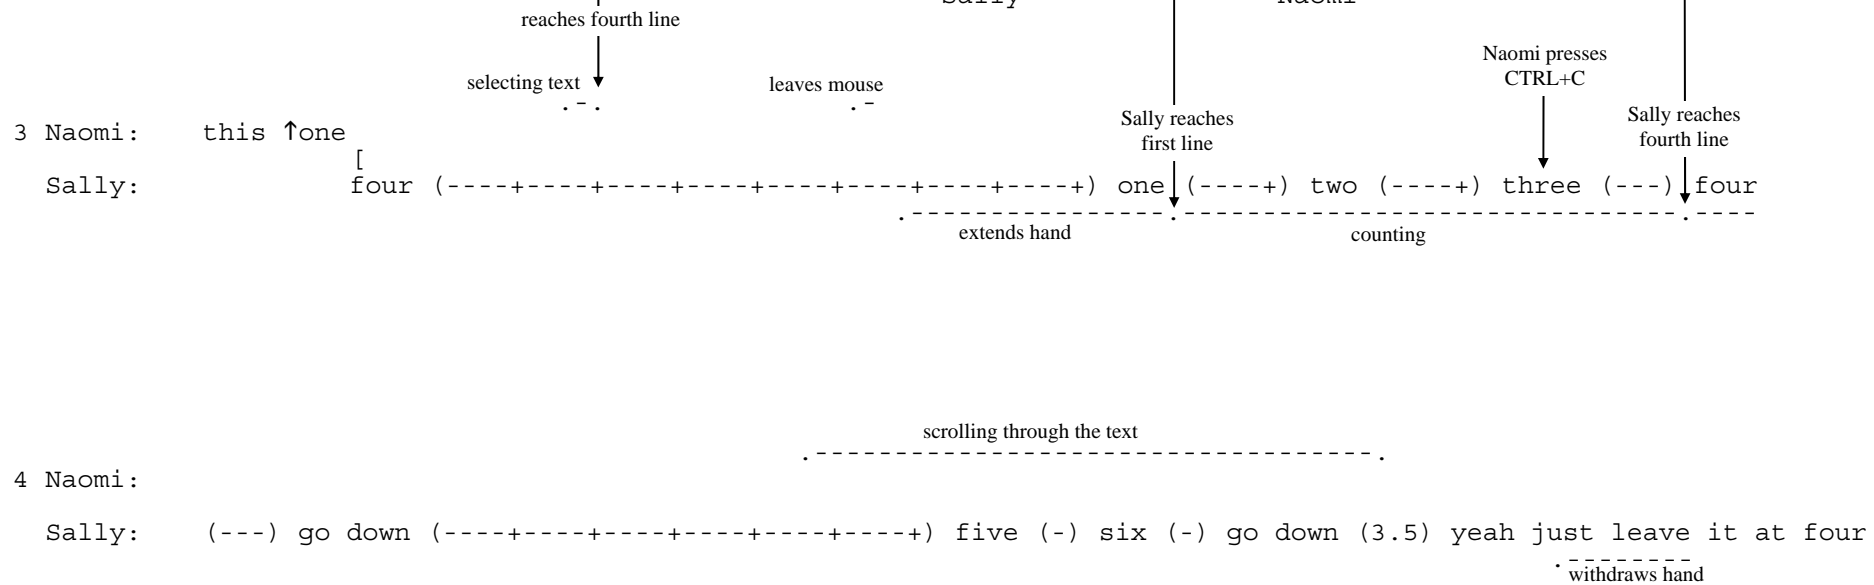 Sally Naomi
reaches fourth line
Naomi presses
CTRL+C
selecting text
leaves mouse
.-.
.-
Sally reaches
first line
Sally reaches
fourth line
3 Naomi: this ↑one
[
Sally: four (----+----+----+----+----+----+----+----+) one (----+) two (----+) three (---) four
.----------------.-------------------------------.----
extends hand
counting
scrolling through the text
.-----------------------------------.
4 Naomi:
Sally: (---) go down (----+----+----+----+----+----+) five (-) six (-) go down (3.5) yeah just leave it at four
.--------
withdraws hand